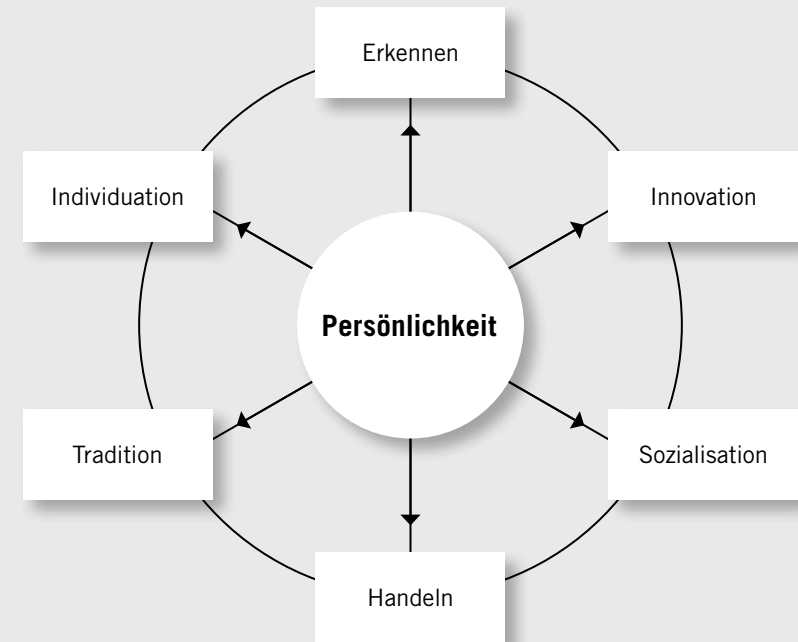 Erkennen
Individuation
Innovation
Persönlichkeit
Tradition
Sozialisation
Handeln